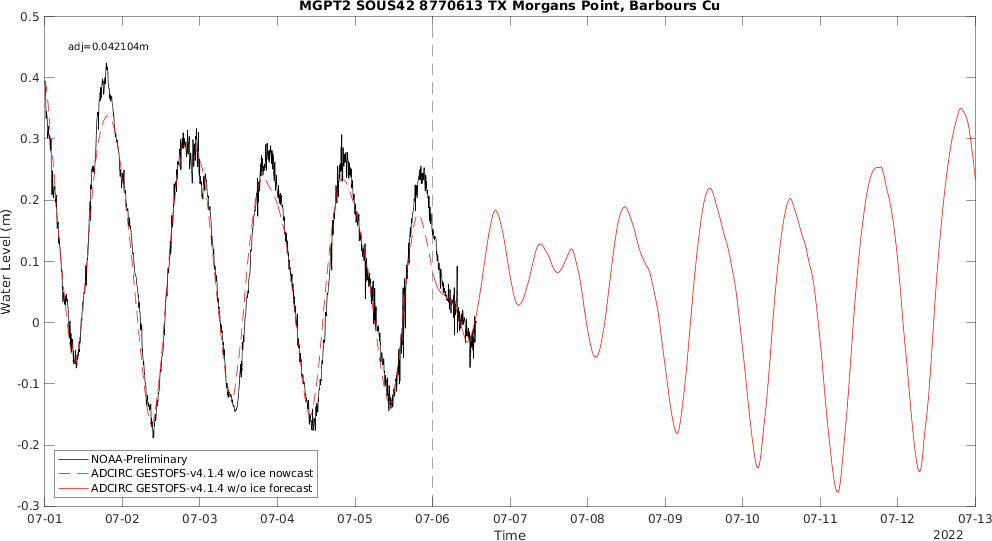 MGPT2 SOUS42 8770613 TX Morgans Point, Barbours Cu
adj=0.042104m
0.5
0.4
0.3
0.2
0.1
0
-0.1
-0.2
-0.3
Water Level (m)
NOAA-Preliminary
ADCIRC GESTOFS-v4.1.4 w/o ice nowcast
ADCIRC GESTOFS-v4.1.4 w/o ice forecast
07-01 07-02 07-03 07-04 07-05 07-06 07-07 07-08 07-09 07-10 07-11 07-12 07-13
Time
2022